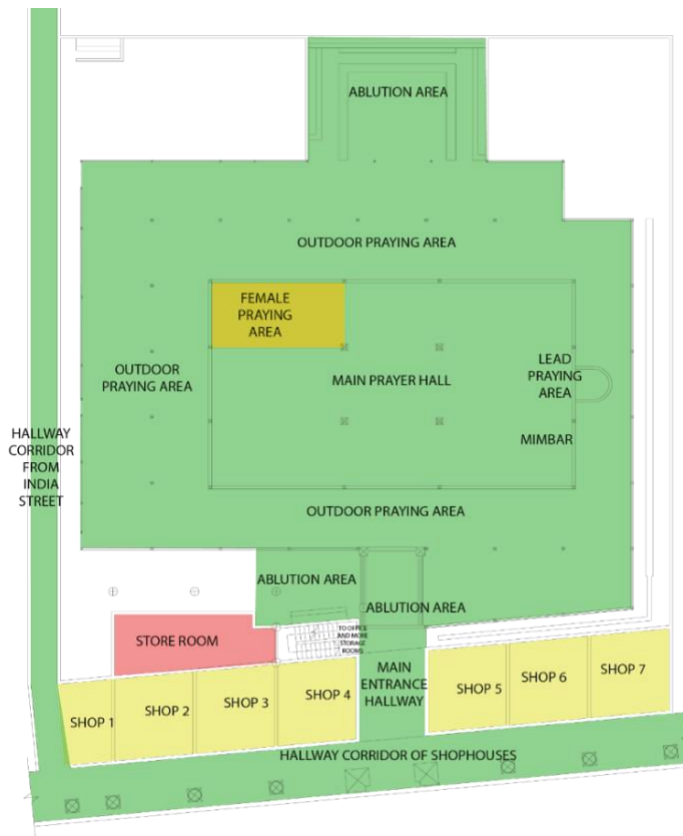 ABLUTION AREA
OUTDOOR PRAYING AREA
FEMALE
PRAYING
AREA
OUTDOOR
PRAYING AREA
MAIN PRAYER HALL
LEAD
PRAYING
AREA
MIMBAR
HALLWAY
CORRIDOR
FROM
INDIA
STREET
OUTDOOR PRAYING AREA
ABLUTION AREA
ABLUTION AREA
STORE ROOM
TO OFFICE
AND MORE
STORAGE
ROOMS
MAIN
ENTRANCE
HALLWAY
SHOP 1
SHOP 2
SHOP 3
SHOP 4
SHOP 5
SHOP 6
SHOP 7
HALLWAY CORRIDOR OF SHOPHOUSES